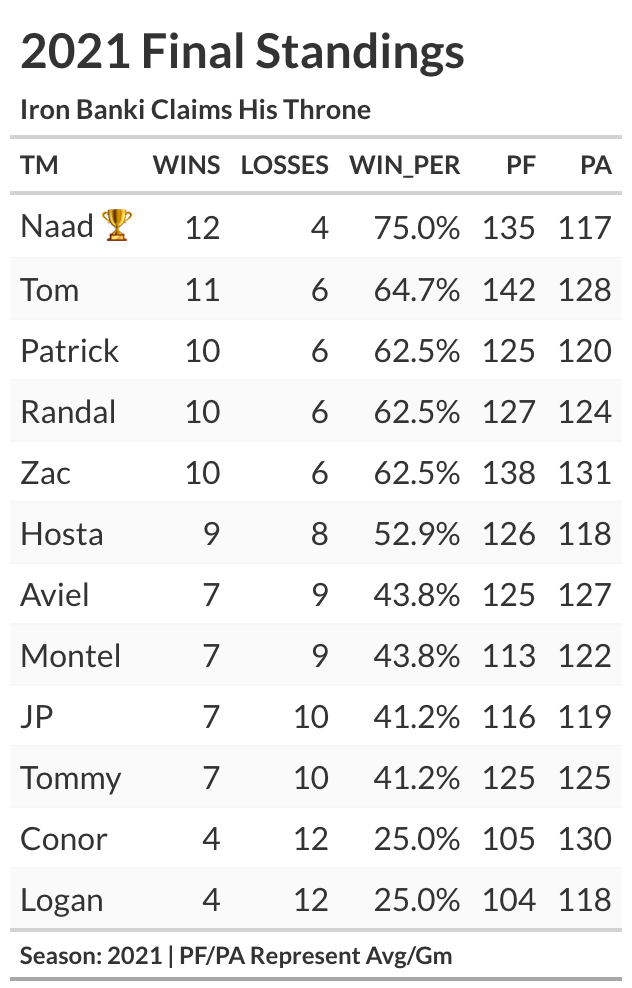 2021 Final Standings
Iron Banki Claims His Throne
TM WINS LOSSES WIN_PER PF PA
Naad 🏆 12 4 75.0% 135 117
Tom 11 6 64.7% 142 128
Patrick 10 6 62.5% 125 120
Randal 10 6 62.5% 127 124
Zac 10 6 62.5% 138 131
Hosta 9 8 52.9% 126 118
Aviel 7 9 43.8% 125 127
Montel 7 9 43.8% 113 122
JP 7 10 41.2% 116 119
Tommy 7 10 41.2% 125 125
Conor 4 12 25.0% 105 130
Logan 4 12 25.0% 104 118
Season: 2021 | PF/PA Represent Avg/Gm